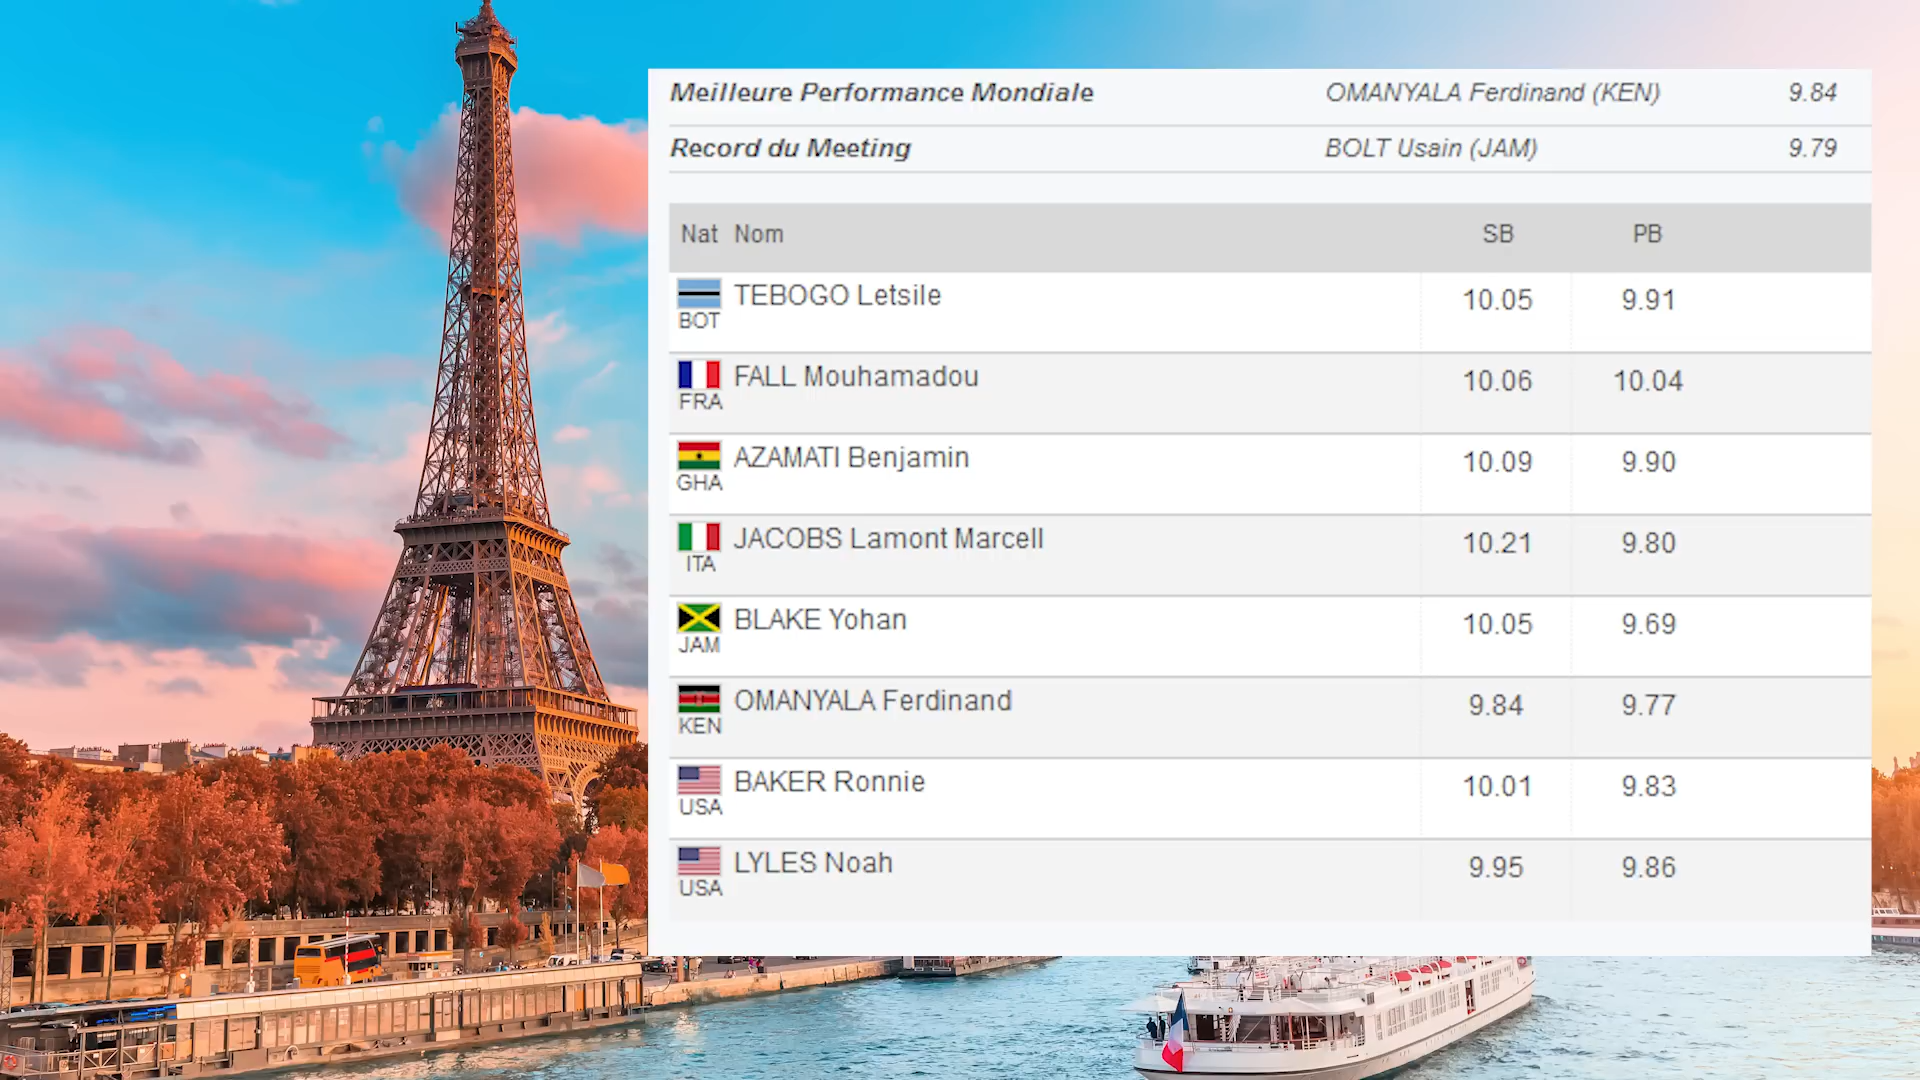 Meilleure Performance Mondiale OMANYALA Ferdinand (KEN) 9.84
Record du Meeting BOLT Usain (JAM) 9.79
Nat Nom SB PB
BOT TEBOGO Letsile 10.05 9.91
FRA FALL Mouhamadou 10.06 10.04
GHA AZAMATI Benjamin 10.09 9.90
ITA JACOBS Lamont Marcell 10.21 9.80
JAM BLAKE Yohan 10.05 9.69
KEN OMANYALA Ferdinand 9.84 9.77
USA BAKER Ronnie 10.01 9.83
USA LYLES Noah 9.95 9.86